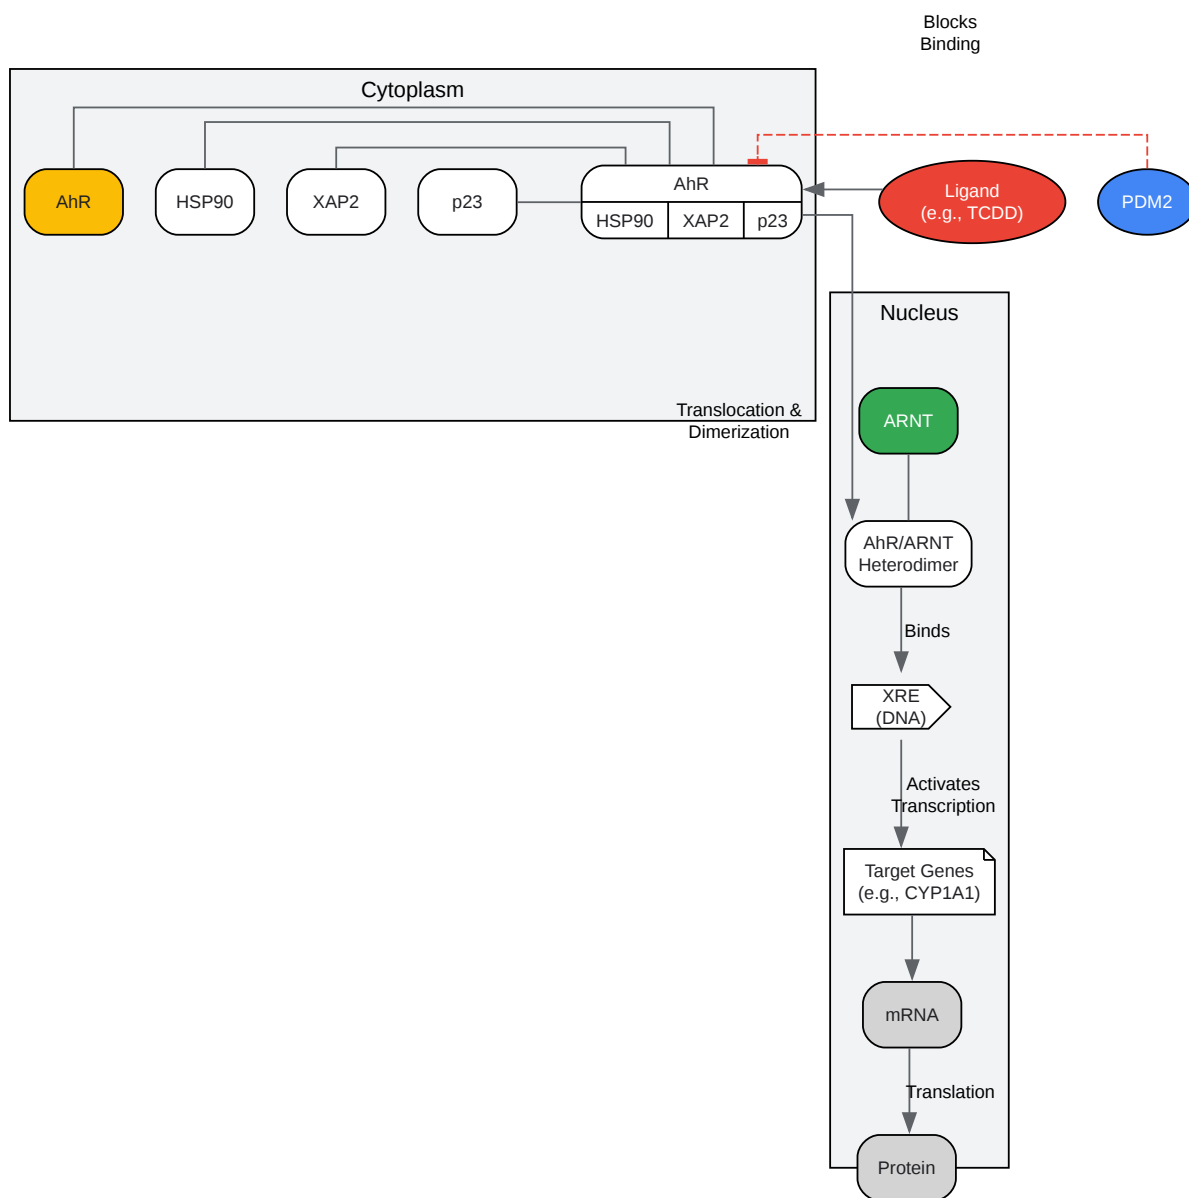 Blocks
Binding
Cytoplasm
AhR
HSP90
XAP2
p23
AhR
HSP90
XAP2
p23
Ligand
(e.g., TCDD)
PDM2
Nucleus
Translocation &
Dimerization
ARNT
AhR/ARNT
Heterodimer
Binds
XRE
(DNA)
Activates
Transcription
Target Genes
(e.g., CYP1A1)
mRNA
Translation
Protein